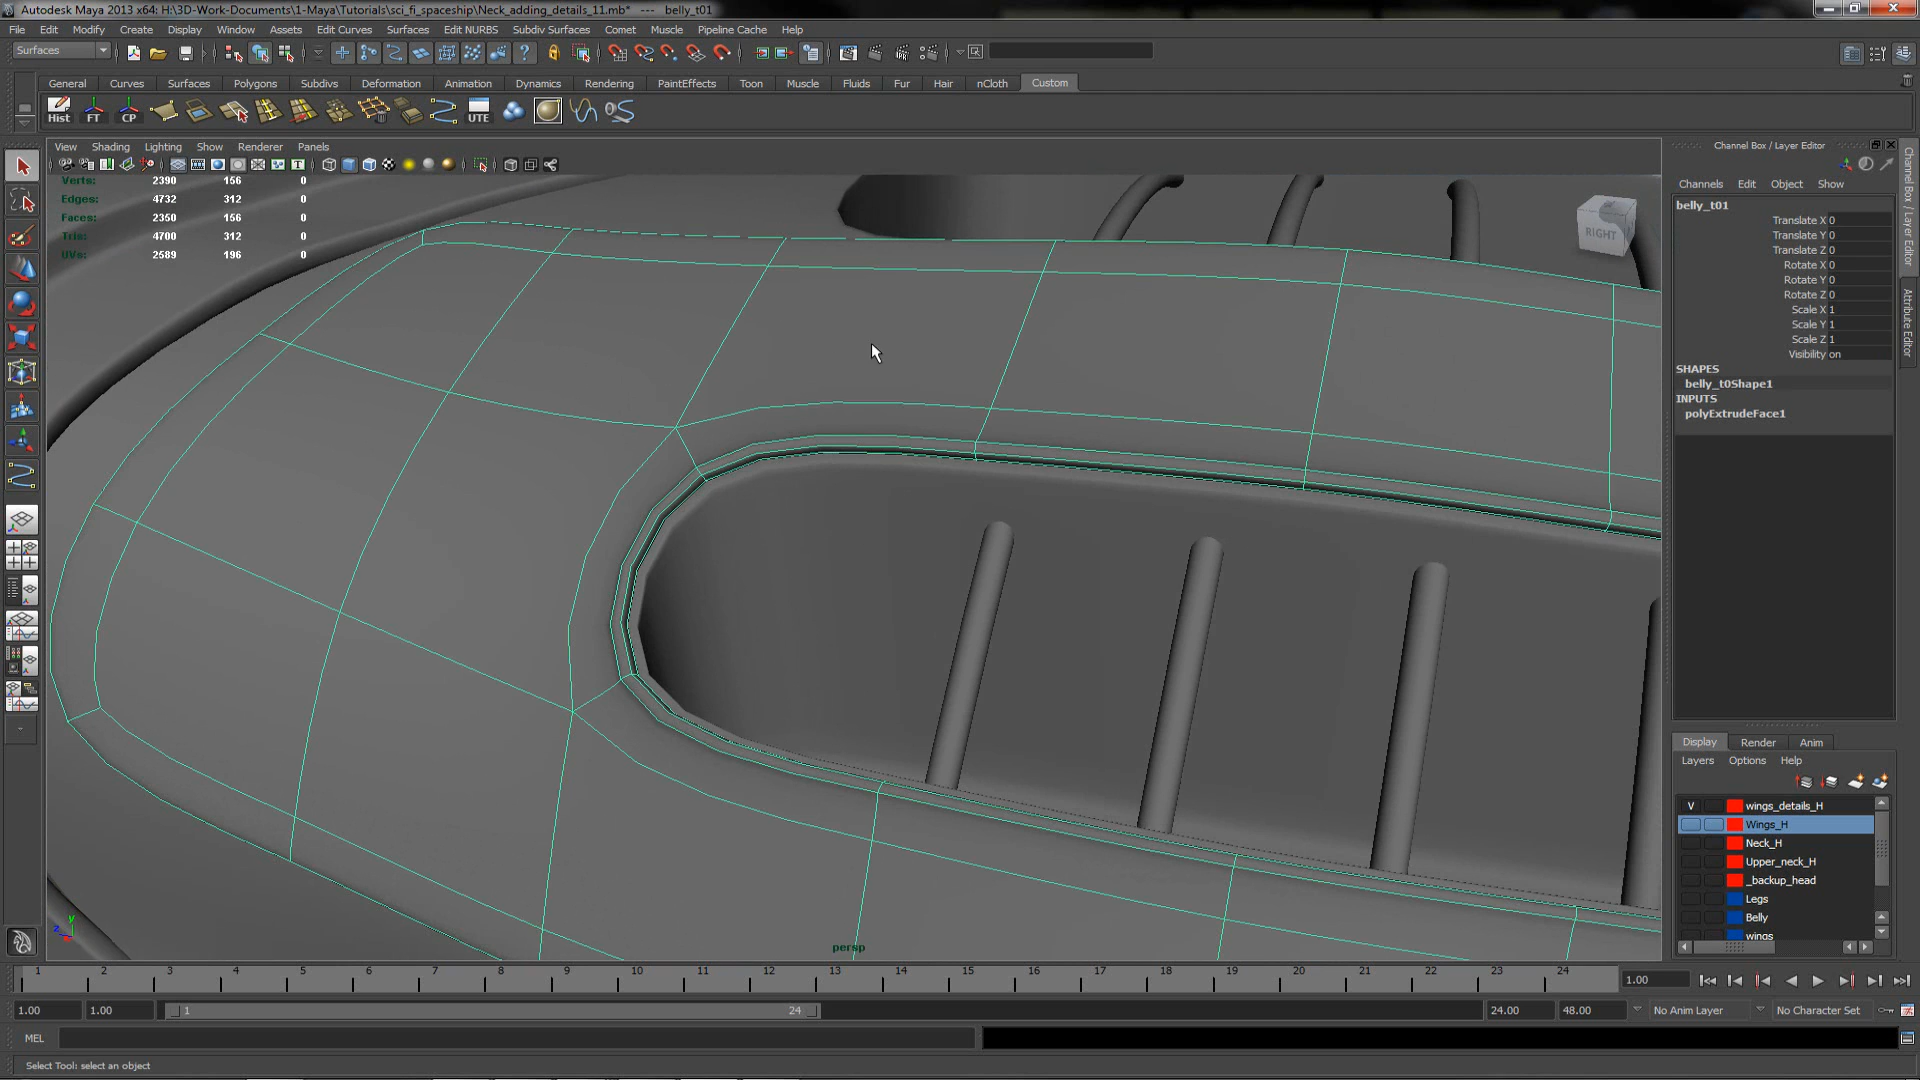 Autodesk Maya 2013 x64: H:\3D-Work-Documents\1-Maya\Tutorials\sci_fi_spaceship\Neck_adding_details_11.mb* --- belly_t01
File Edit Modify Create Display Window Assets Edit Curves Surfaces Edit NURBS Subdiv Surfaces Comet Muscle Pipeline Cache Help
Surfaces
General Curves Surfaces Polygons Subdivs Deformation Animation Dynamics Rendering PaintEffects Toon Muscle Fluids Fur Hair nCloth Custom
Hist FT CP UTE
View Shading Lighting Show Renderer Panels
Verts: 2390 156 0
Edges: 4732 312 0
Faces: 2350 156 0
Tris: 4700 312 0
UVs: 2589 196 0
RIGHT
persp
y
z
Channel Box / Layer Editor
Channels Edit Object Show
belly_t01
Translate X 0
Translate Y 0
Translate Z 0
Rotate X 0
Rotate Y 0
Rotate Z 0
Scale X 1
Scale Y 1
Scale Z 1
Visibility on
SHAPES
belly_t0Shape1
INPUTS
polyExtrudeFace1
Channel Box / Layer Editor
Attribute Editor
Display Render Anim
Layers Options Help
V wings_details_H
Wings_H
Neck_H
Upper_neck_H
_backup_head
Legs
Belly
wings
1 2 3 4 5 6 7 8 9 10 11 12 13 14 15 16 17 18 19 20 21 22 23 24
1.00
1.00 1.00 1 24 24.00 48.00 No Anim Layer No Character Set
MEL
Select Tool: select an object